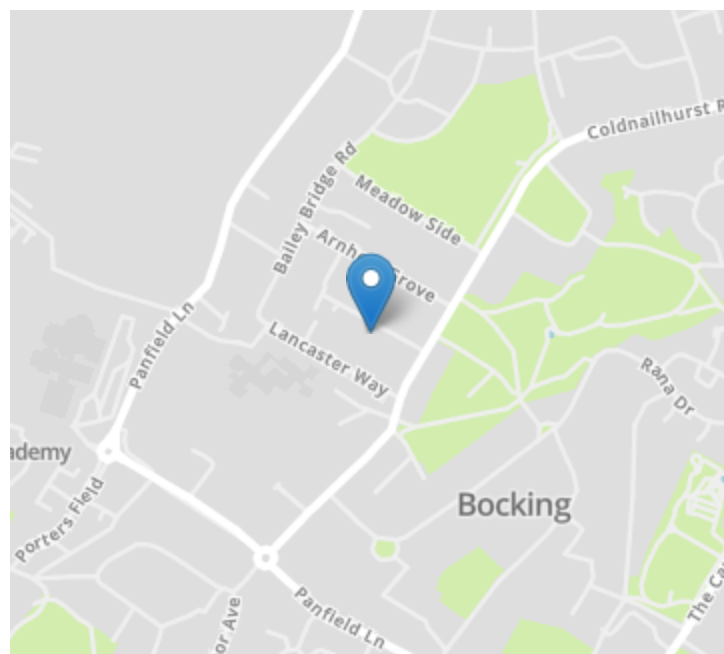 Coldnailhurst R
Bailey Bridge Rd
Meadow Side
Arnh Grove
Lancaster Way
Panfield Ln
Rana Dr
ademy
Porters Field
Bocking
Panfield Ln
or Ave
The Ca